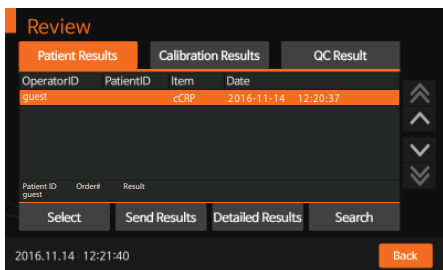 Review
Patient Results Calibration Results QC Result
OperatorID PatientID Item Date
guest cCRP 2016-11-14 12:20:37
Patient ID Order# Result
guest
Select Send Results Detailed Results Search
2016.11.14 12:21:40 Back